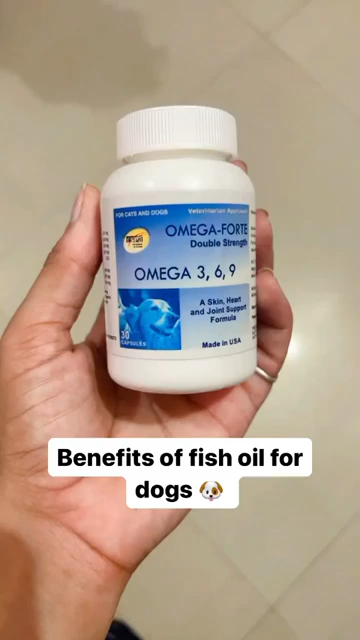 FOR CATS AND DOGS
Veterinarian Approved
OMEGA-FORTE
Double Strength
OMEGA 3, 6, 9
A Skin, Heart
and Joint Support
Formula
30
CAPSULES
Made in USA
Benefits of fish oil for
dogs 🐶